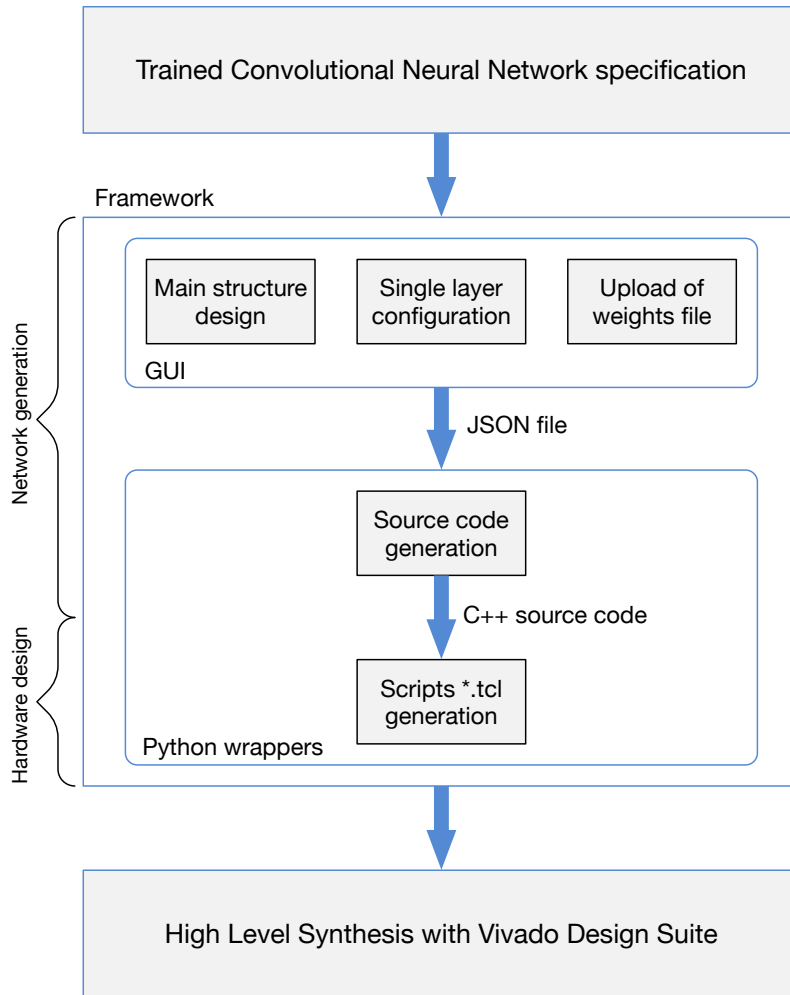 Trained Convolutional Neural Network specification
Framework
Network generation
Main structure
design
Single layer
configuration
Upload of
weights file
GUI
JSON file
Source code
generation
C++ source code
Hardware design
Scripts *.tcl
generation
Python wrappers
High Level Synthesis with Vivado Design Suite